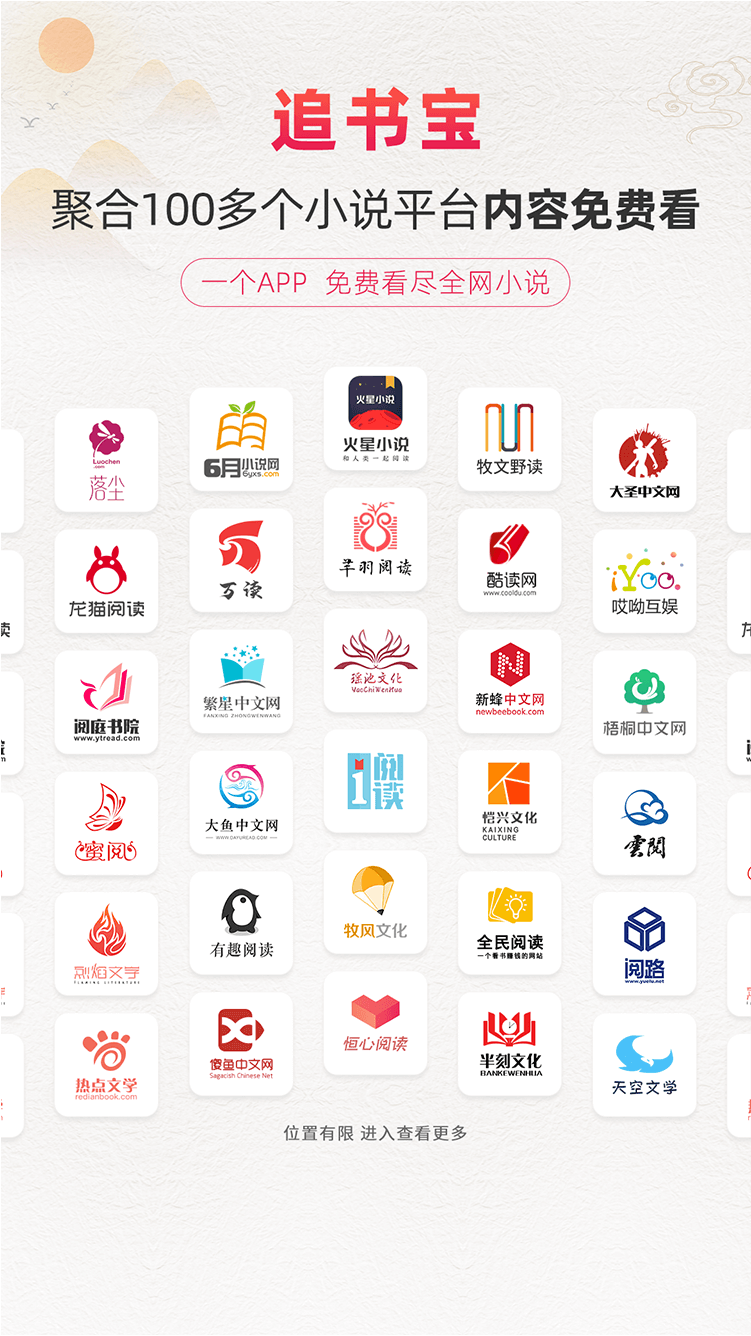 追书宝
聚合100多个小说平台内容免费看
一个APP 免费看尽全网小说
Luochen
.com
落尘
6月小说网
6yxs.com
火星小说
火星小说
和人类一起阅读
牧文野读
大圣中文网
龙猫阅读
万读
芈羽阅读
酷读网
www.cooldu.com
iYoo.
哎呦互娱
阅庭书院
www.ytread.com
繁星中文网
FANXING ZHONGWENWANG
瑶池文化
YaoChiWenHua
新蜂中文网
newbeebook.com
梧桐中文网
蜜阅
大鱼中文网
WWW.DAYUREAD.COM
i阅读
恺兴文化
KAIXING
CULTURE
雲閱
烈焰文学
有趣阅读
牧风文化
全民阅读
一个看书赚钱的网站
阅路
www.yuelu.net
热点文学
redianbook.com
傻鱼中文网
Sagacish Chinese Net
恒心阅读
半刻文化
BANKEWENHUA
天空文学
位置有限 进入查看更多